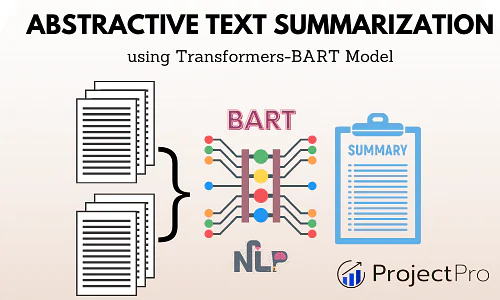 ABSTRACTIVE TEXT SUMMARIZATION
using Transformers-BART Model
BART
SUMMARY
NLP
ProjectPro